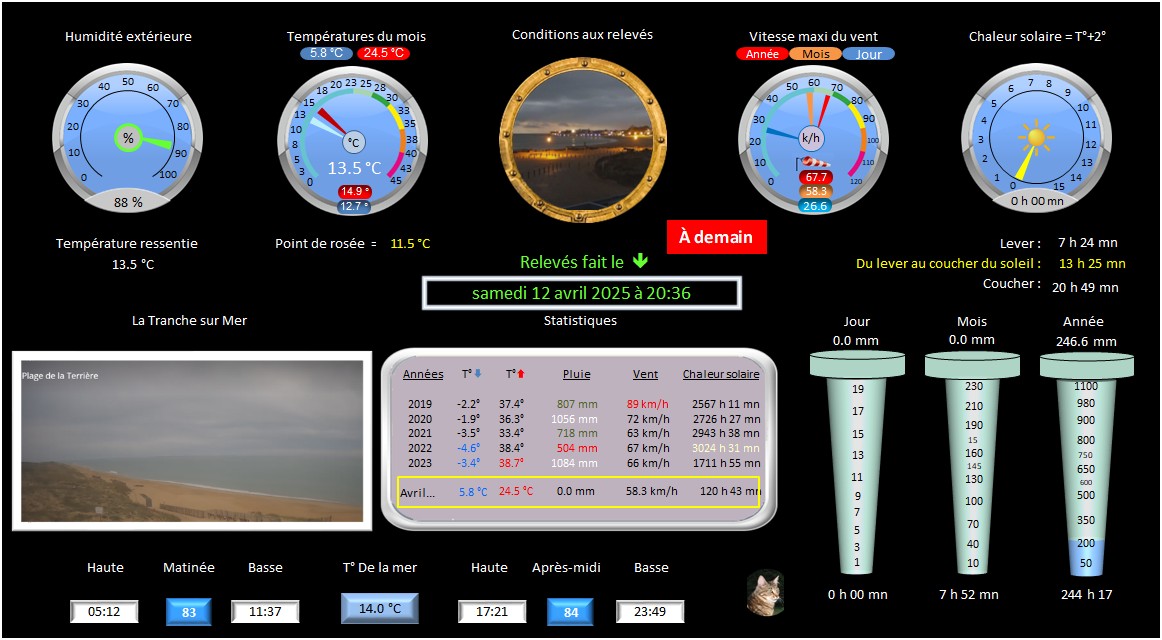 Humidité extérieure
Températures du mois
Conditions aux relevés
Vitesse maxi du vent
Chaleur solaire = T°+2°
5.8 °C 24.5 °C
Année Mois Jour
0 10 20 30 40 50 60 70 80 90 100
%
88 %
0 3 5 8 10 13 15 18 20 23 25 28 30 33 35 38 40 43 45
°C
13.5 °C
14.9 °
12.7 °
0 10 20 30 40 50 60 70 80 90 100 110 120
k/h
67.7
58.3
26.6
0 1 2 3 4 5 6 7 8 9 10 11 12 13 14 15
0 h 00 mn
Température ressentie
13.5 °C
Point de rosée = 11.5 °C
À demain
Relevés fait le
samedi 12 avril 2025 à 20:36
Lever : 7 h 24 mn
Du lever au coucher du soleil : 13 h 25 mn
Coucher : 20 h 49 mn
La Tranche sur Mer
Plage de la Terrière
Statistiques
Années T° T° Pluie Vent Chaleur solaire
2019 -2.2° 37.4° 807 mm 89 km/h 2567 h 11 mn
2020 -1.9° 36.3° 1056 mm 72 km/h 2726 h 27 mn
2021 -3.5° 33.4° 718 mm 63 km/h 2943 h 38 mn
2022 -4.6° 38.4° 504 mm 67 km/h 3024 h 31 mn
2023 -3.4° 38.7° 1084 mm 66 km/h 1711 h 55 mn
Avril... 5.8 °C 24.5 °C 0.0 mm 58.3 km/h 120 h 43 mn
Jour
0.0 mm
19
17
15
13
11
9
7
5
3
1
0 h 00 mn
Mois
0.0 mm
230
210
190
15
160
145
130
100
70
40
10
7 h 52 mn
Année
246.6 mm
1100
980
900
800
750
650
600
500
350
200
50
244 h 17
Haute Matinée Basse
05:12 83 11:37
T° De la mer
14.0 °C
Haute Après-midi Basse
17:21 84 23:49